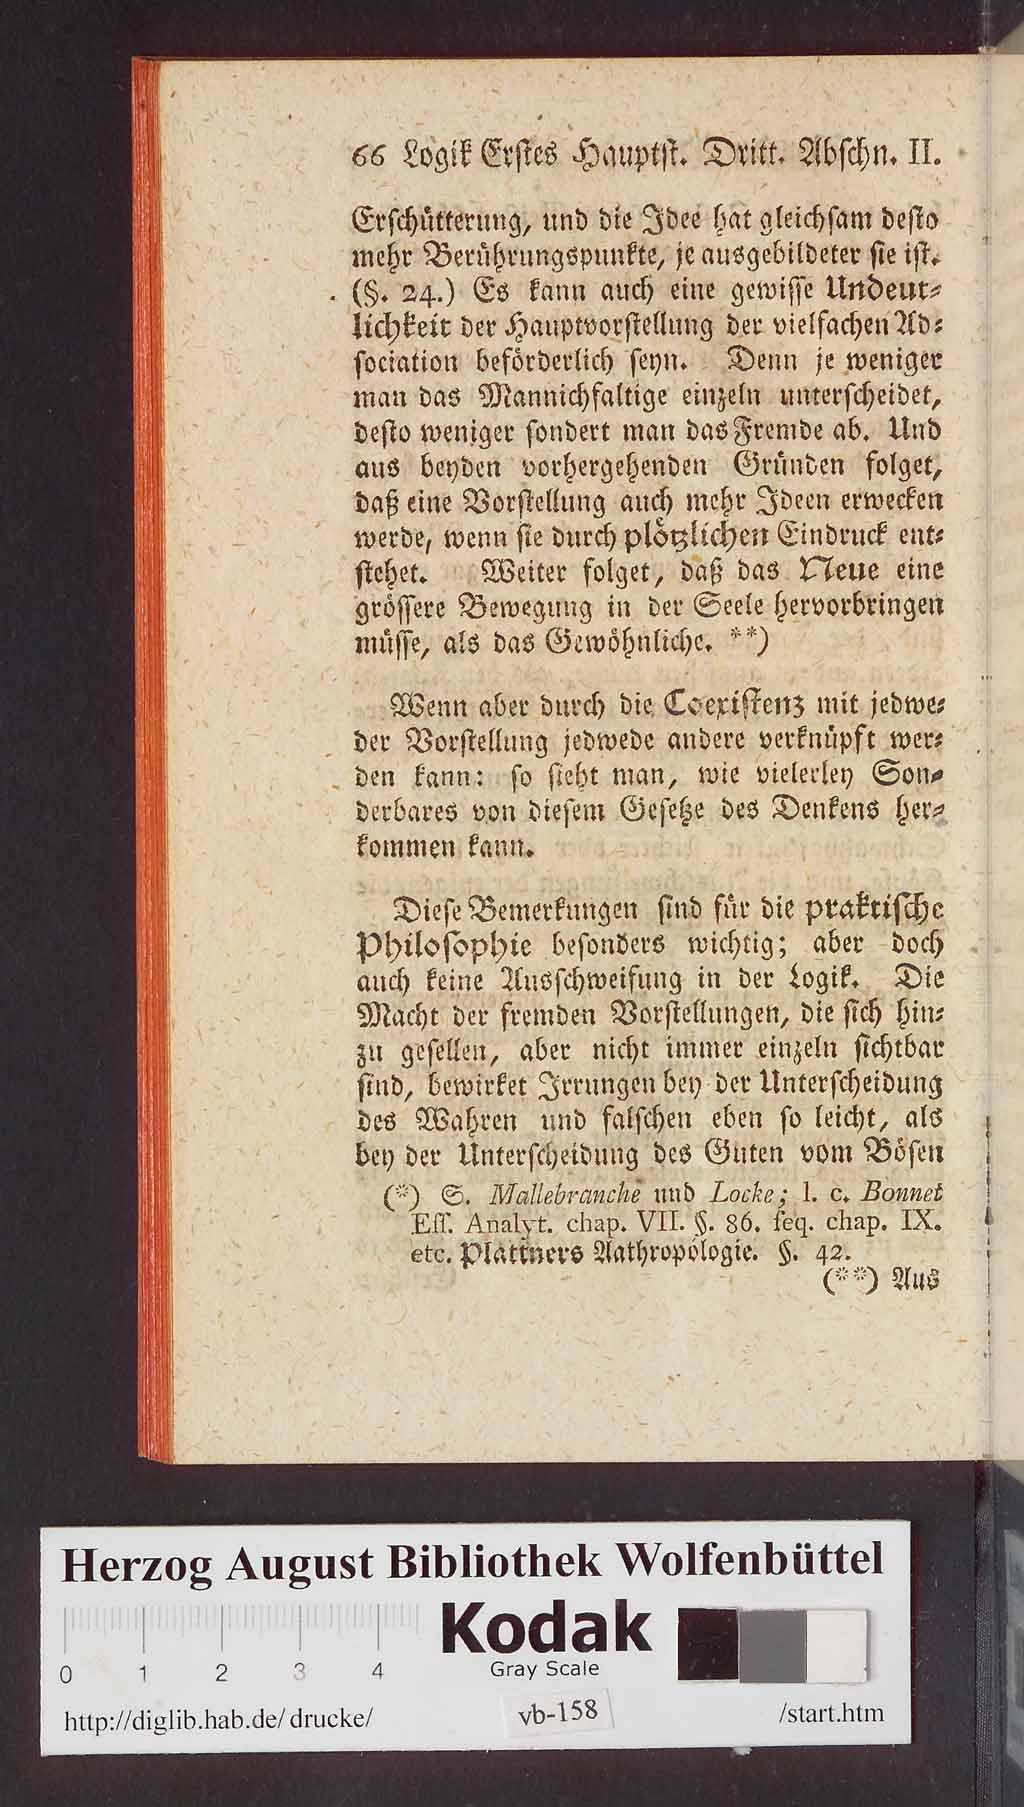 66 Logik Erstes Hauptst. Dritt. Abschn. II.
Erschütterung, und die Idee hat gleichsam desto
mehr Berührungspunkte, je ausgebildeter sie ist.
(§. 24.) Es kann auch eine gewisse Undeut-
lichkeit der Hauptvorstellung der vielfachen Ad-
sociation beförderlich seyn. Denn je weniger
man das Mannichfaltige einzeln unterscheidet,
desto weniger sondert man das Fremde ab. Und
aus beyden vorhergehenden Gründen folget,
daß eine Vorstellung auch mehr Ideen erwecken
werde, wenn sie durch plötzlichen Eindruck ent-
stehet. Weiter folget, daß das Neue eine
grössere Bewegung in der Seele hervorbringen
müsse, als das Gewöhnliche. **)
Wenn aber durch die Coexistenz mit jedwe-
der Vorstellung jedwede andere verknüpft wer-
den kann: so sieht man, wie vielerley Son-
derbares von diesem Gesetze des Denkens her-
kommen kann.
Diese Bemerkungen sind für die praktische
Philosophie besonders wichtig; aber doch
auch keine Ausschweifung in der Logik. Die
Macht der fremden Vorstellungen, die sich hin-
zu gesellen, aber nicht immer einzeln sichtbar
sind, bewirket Irrungen bey der Unterscheidung
des Wahren und falschen eben so leicht, als
bey der Unterscheidung des Guten vom Bösen
(*) S. Mallebranche und Locke; l. c. Bonnet
Eſſ. Analyt. chap. VII. §. 86. ſeq. chap. IX.
etc. Plattners Aathropologie. §. 42.
(**) Aus
Herzog August Bibliothek Wolfenbüttel
Kodak
Gray Scale
0 1 2 3 4
http://diglib.hab.de/drucke/ vb-158 /start.htm